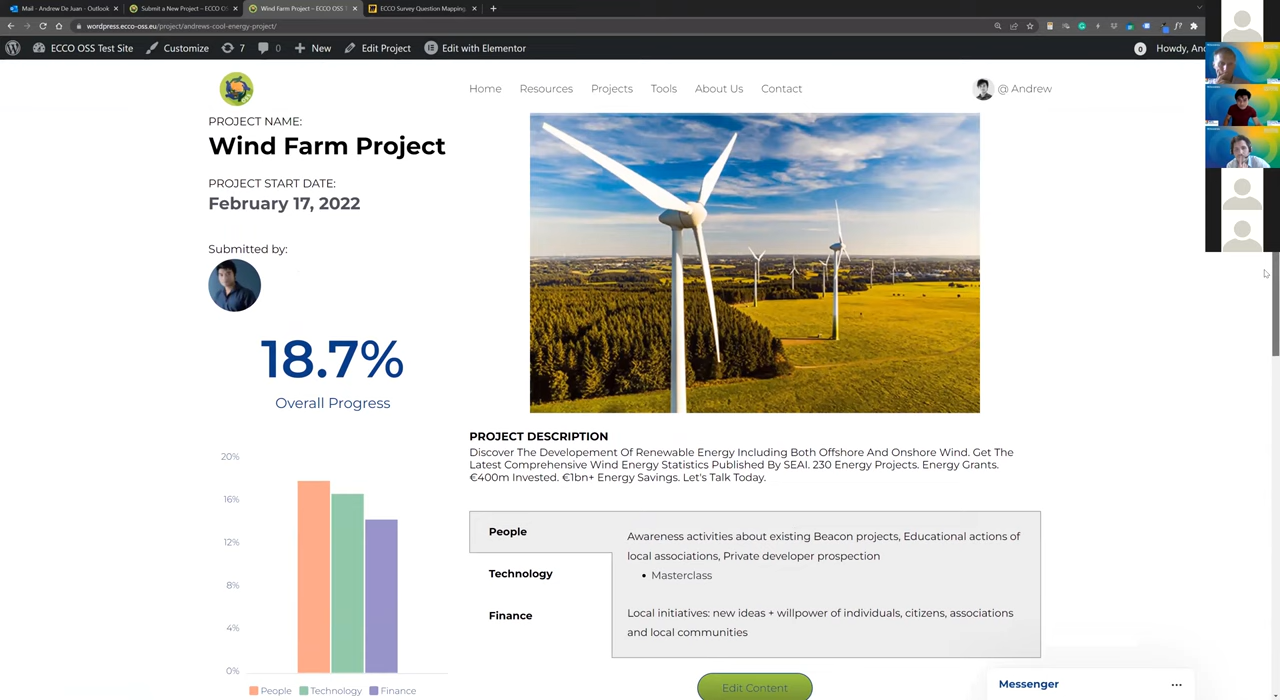 Mail - Andrew De Juan - Outlook
Submit a New Project – ECCO OS
Wind Farm Project – ECCO OSS
ECCO Survey Question Mapping
wordpress.ecco-oss.eu/project/andrews-cool-energy-project/
ECCO OSS Test Site
Customize
7
0
New
Edit Project
Edit with Elementor
0
Howdy, And
Home
Resources
Projects
Tools
About Us
Contact
@ Andrew
PROJECT NAME:
Wind Farm Project
PROJECT START DATE:
February 17, 2022
Submitted by:
18.7%
Overall Progress
20%
16%
12%
8%
4%
0%
People
Technology
Finance
PROJECT DESCRIPTION
Discover The Developement Of Renewable Energy Including Both Offshore And Onshore Wind. Get The
Latest Comprehensive Wind Energy Statistics Published By SEAI. 230 Energy Projects. Energy Grants.
€400m Invested. €1bn+ Energy Savings. Let's Talk Today.
People
Technology
Finance
Awareness activities about existing Beacon projects, Educational actions of
local associations, Private developer prospection
• Masterclass
Local initiatives: new ideas + willpower of individuals, citizens, associations
and local communities
Edit Content
Messenger